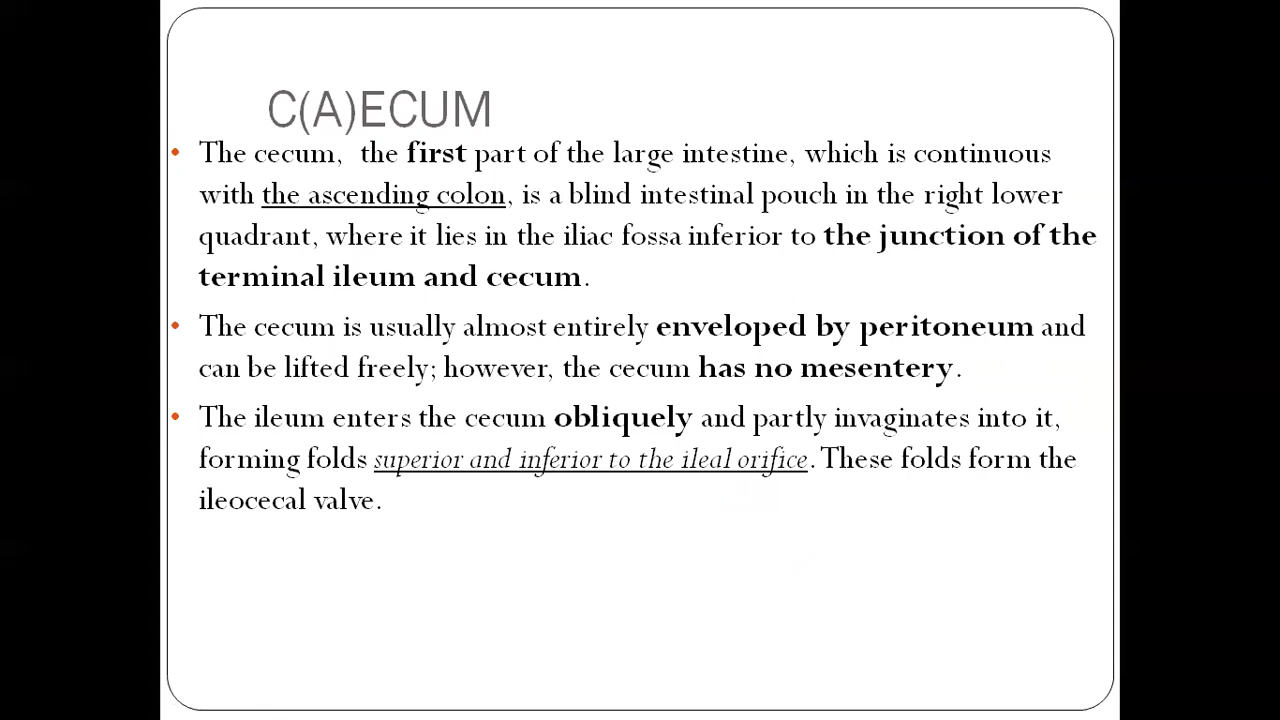 C(A)ECUM
• The cecum, the first part of the large intestine, which is continuous
with the ascending colon, is a blind intestinal pouch in the right lower
quadrant, where it lies in the iliac fossa inferior to the junction of the
terminal ileum and cecum.
• The cecum is usually almost entirely enveloped by peritoneum and
can be lifted freely; however, the cecum has no mesentery.
• The ileum enters the cecum obliquely and partly invaginates into it,
forming folds superior and inferior to the ileal orifice. These folds form the
ileocecal valve.